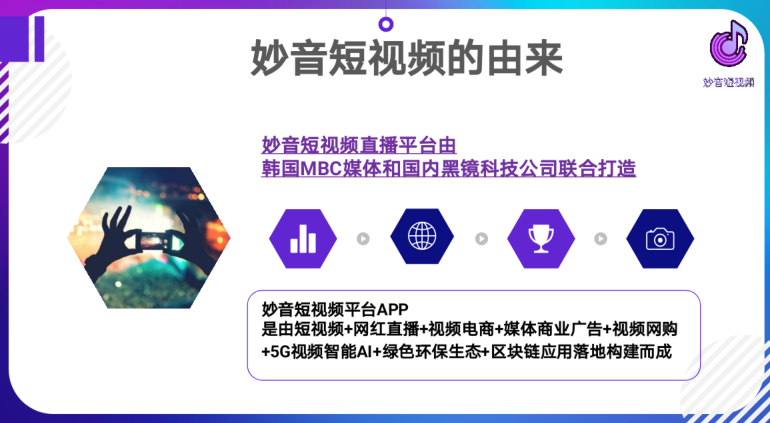 妙音短视频的由来
妙音短视频
妙音短视频直播平台由
韩国MBC媒体和国内黑镜科技公司联合打造
妙音短视频平台APP
是由短视频+网红直播+视频电商+媒体商业广告+视频网购
+5G视频智能AI+绿色环保生态+区块链应用落地构建而成